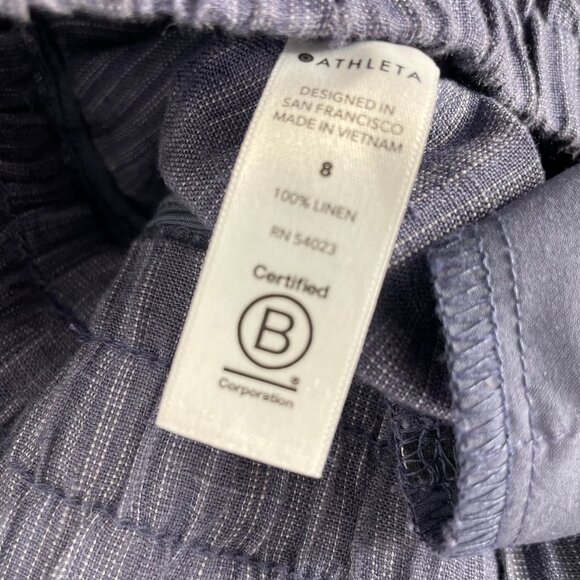 ATHLETA
DESIGNED IN
SAN FRANCISCO
MADE IN VIETNAM
8
100% LINEN
RN 54023
Certified
B
®
Corporation